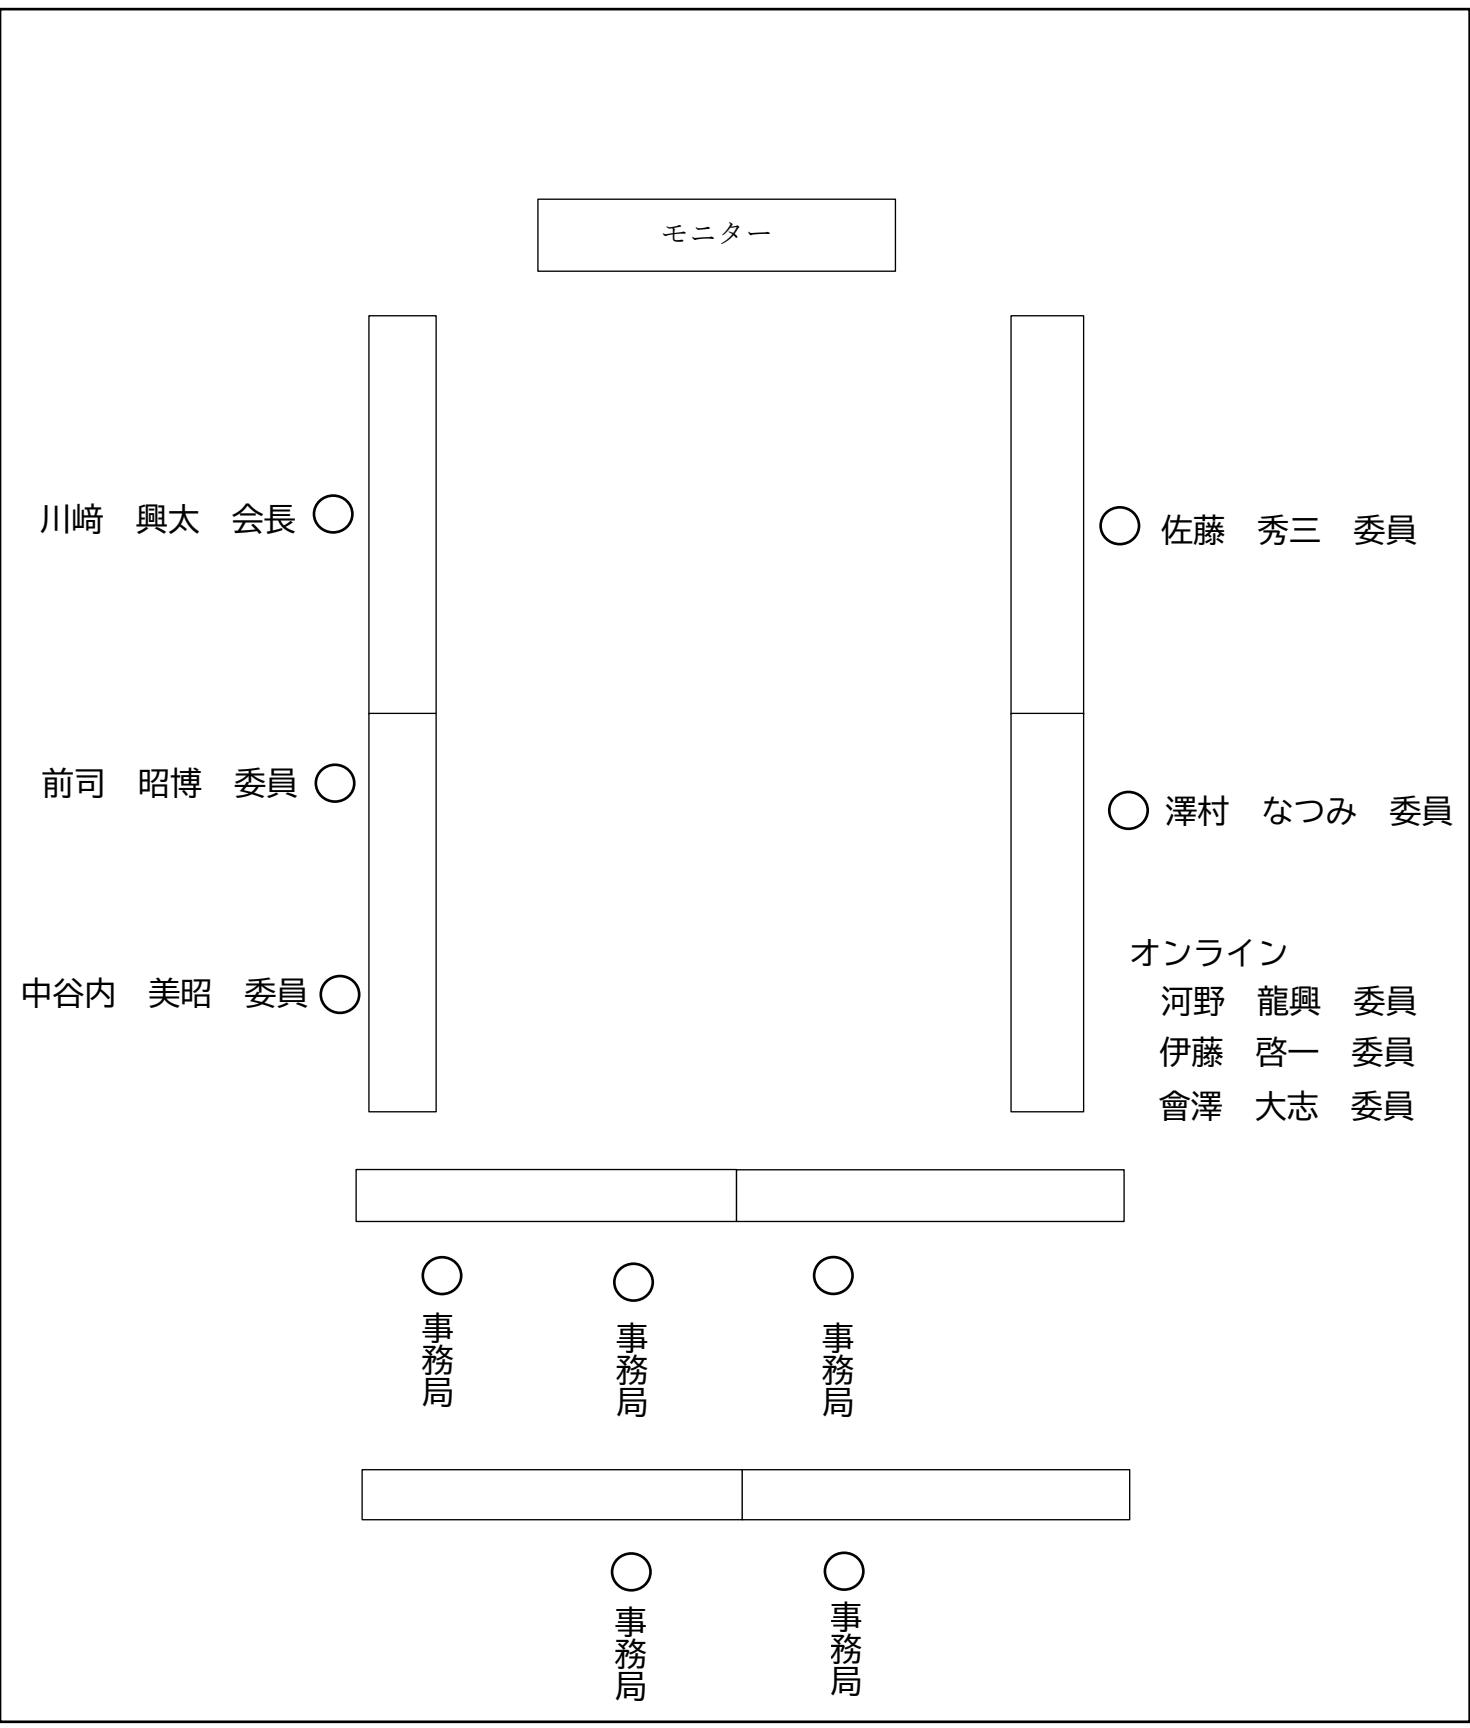 モニター
川﨑　興太　会長
佐藤　秀三　委員
前司　昭博　委員
澤村　なつみ　委員
中谷内　美昭　委員
オンライン
河野　龍興　委員
伊藤　啓一　委員
會澤　大志　委員
事務局
事務局
事務局
事務局
事務局